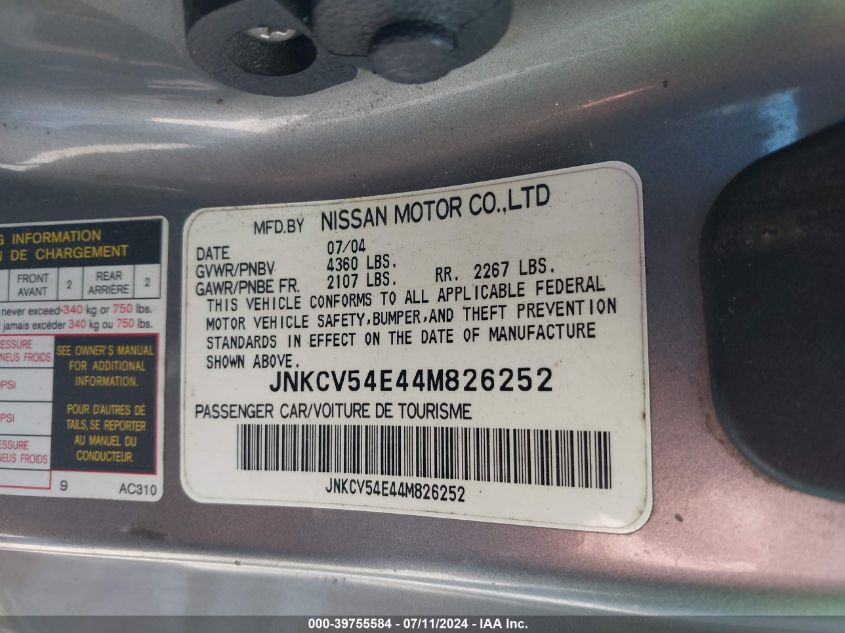 MFD.BY NISSAN MOTOR CO.,LTD
DATE 07/04
GVWR/PNBV 4360 LBS.
GAWR/PNBE FR. 2107 LBS. RR. 2267 LBS.
THIS VEHICLE CONFORMS TO ALL APPLICABLE FEDERAL
MOTOR VEHICLE SAFETY,BUMPER,AND THEFT PREVENTION
STANDARDS IN EFFECT ON THE DATE OF MANUFACTURE
SHOWN ABOVE.
JNKCV54E44M826252
PASSENGER CAR/VOITURE DE TOURISME
JNKCV54E44M826252
INFORMATION
DE CHARGEMENT
FRONT AVANT 2 REAR ARRIÈRE 2
never exceed 340 kg or 750 lbs.
jamais excéder 340 kg ou 750 lbs.
SEE OWNER'S MANUAL
FOR ADDITIONAL
INFORMATION.
POUR D'AUTRES DE
TAILS, SE REPORTER
AU MANUEL DU
CONDUCTEUR.
FROIDS
FROIDS
9 AC310
000-39755584 - 07/11/2024 - IAA Inc.